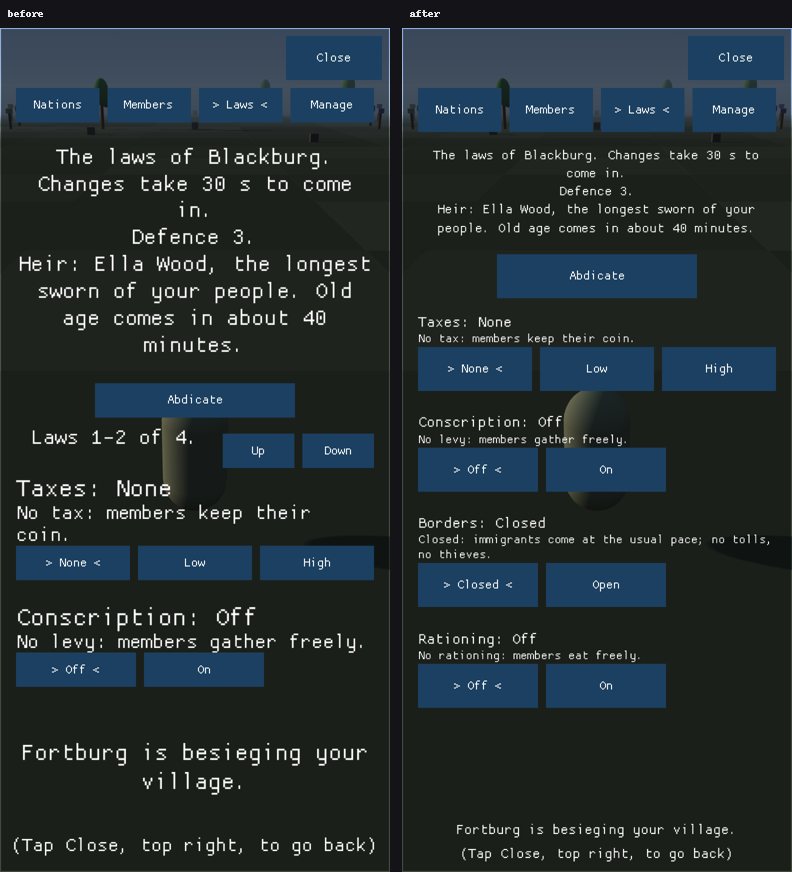 before
Close
Nations Members > Laws < Manage
The laws of Blackburg.
Changes take 30 s to come
in.
Defence 3.
Heir: Ella Wood, the longest
sworn of your people. Old
age comes in about 40
minutes.
Abdicate
Laws 1-2 of 4. Up Down
Taxes: None
No tax: members keep their
coin.
> None < Low High
Conscription: Off
No levy: members gather freely.
> Off < On
Fortburg is besieging your
village.
(Tap Close, top right, to go back)
after
Close
Nations Members > Laws < Manage
The laws of Blackburg. Changes take 30 s to
come in.
Defence 3.
Heir: Ella Wood, the longest sworn of your
people. Old age comes in about 40 minutes.
Abdicate
Taxes: None
No tax: members keep their coin.
> None < Low High
Conscription: Off
No levy: members gather freely.
> Off < On
Borders: Closed
Closed: immigrants come at the usual pace; no tolls,
no thieves.
> Closed < Open
Rationing: Off
No rationing: members eat freely.
> Off < On
Fortburg is besieging your village.
(Tap Close, top right, to go back)